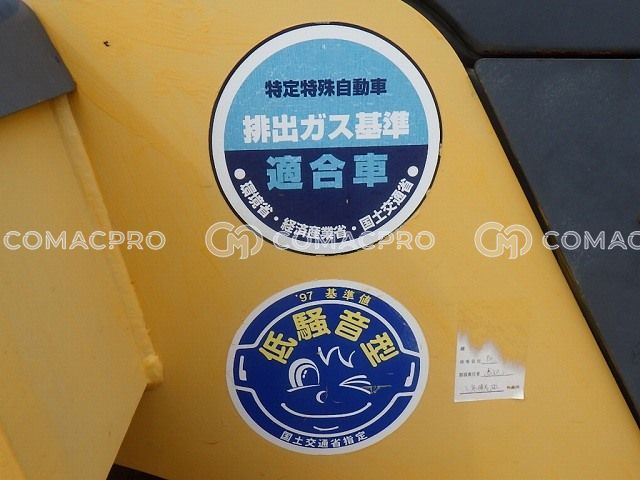 特定特殊自動車
排出ガス基準
適合車
・環境省・経済産業省・国土交通省・
COMACPRO COMACPRO COMACPRO
'97 基準値
低騒音型
国土交通省指定